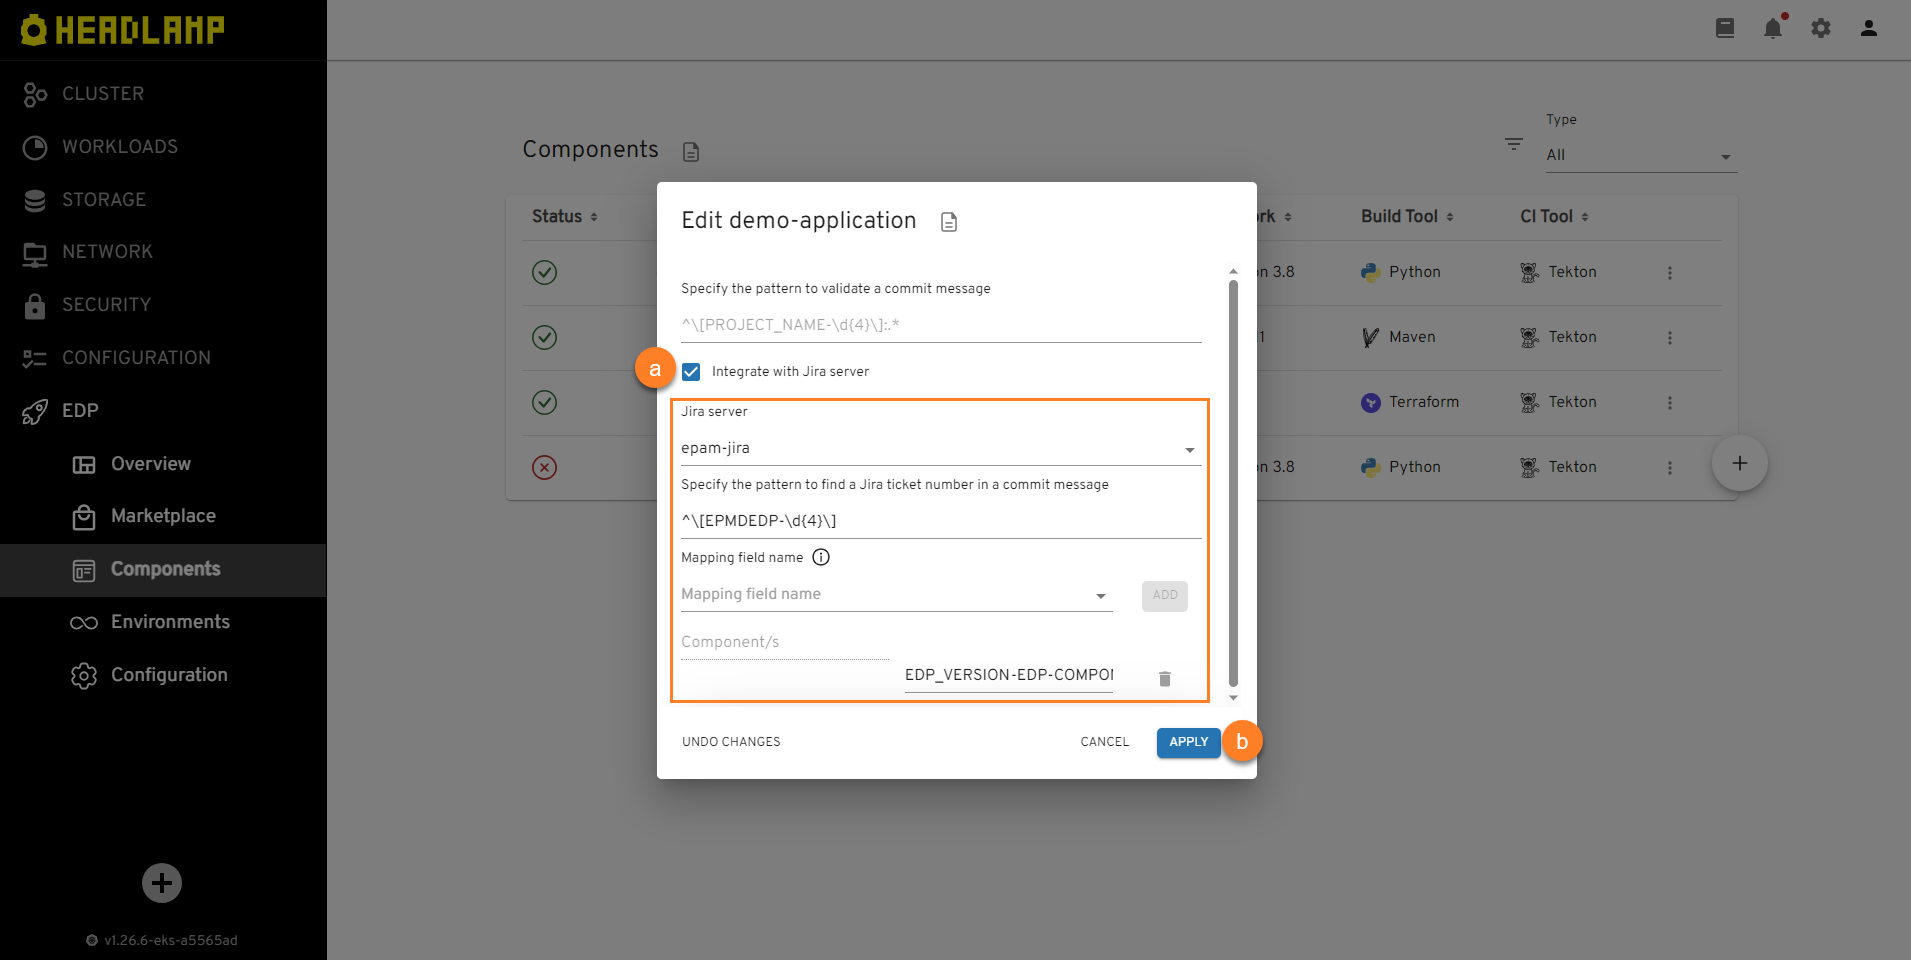 HEADLAMP
CLUSTER
WORKLOADS
STORAGE
NETWORK
SECURITY
CONFIGURATION
EDP
Overview
Marketplace
Components
Environments
Configuration
v1.26.6-eks-a5565ad
Components
Type
All
Status
rk
Build Tool
CI Tool
n 3.8
Python
Tekton
Maven
Tekton
Terraform
Tekton
n 3.8
Python
Tekton
Edit demo-application
Specify the pattern to validate a commit message
^\[PROJECT_NAME-\d{4}\]:.*
a
Integrate with Jira server
Jira server
epam-jira
Specify the pattern to find a Jira ticket number in a commit message
^\[EPMDEDP-\d{4}\]
Mapping field name
Mapping field name
ADD
Component/s
EDP_VERSION-EDP-COMPO
UNDO CHANGES
CANCEL
APPLY
b